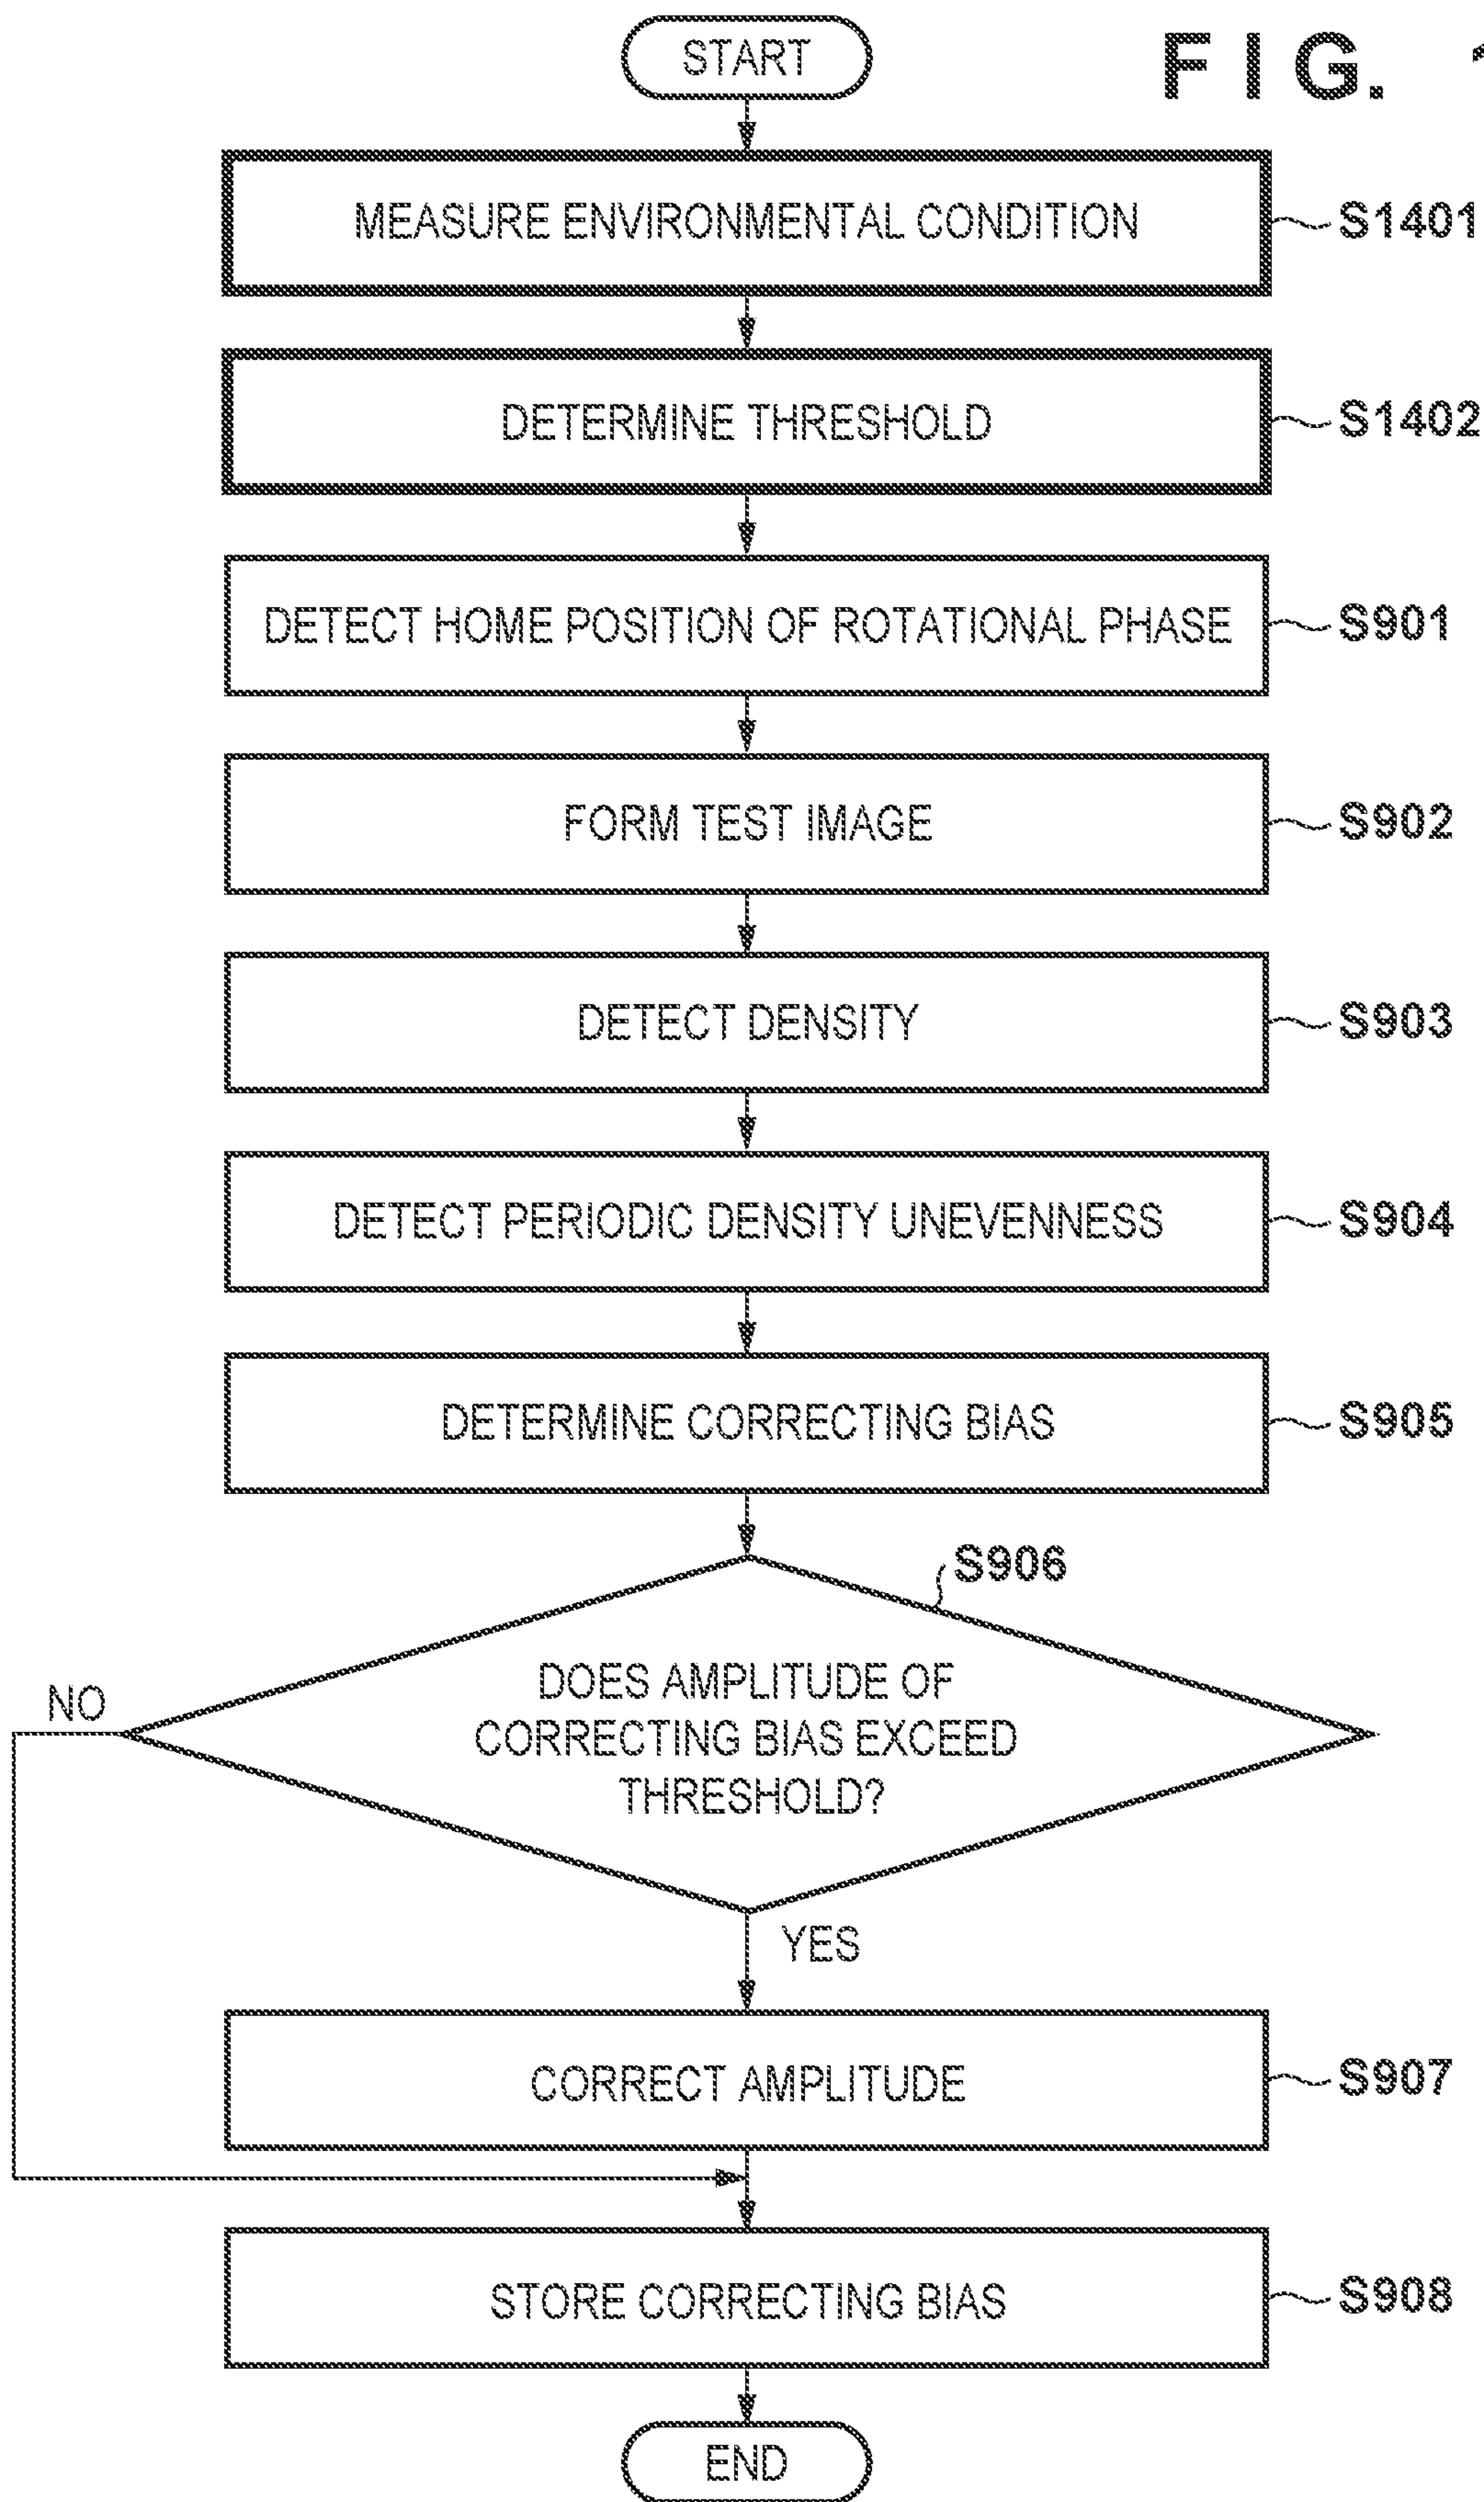 START
FIG.
MEASURE ENVIRONMENTAL CONDITION
S1401
DETERMINE THRESHOLD
S1402
DETECT HOME POSITION OF ROTATIONAL PHASE
S901
FORM TEST IMAGE
S902
DETECT DENSITY
S903
DETECT PERIODIC DENSITY UNEVENNESS
S904
DETERMINE CORRECTING BIAS
S905
S906
DOES AMPLITUDE OF
CORRECTING BIAS EXCEED
THRESHOLD?
NO
YES
CORRECT AMPLITUDE
S907
STORE CORRECTING BIAS
S908
END